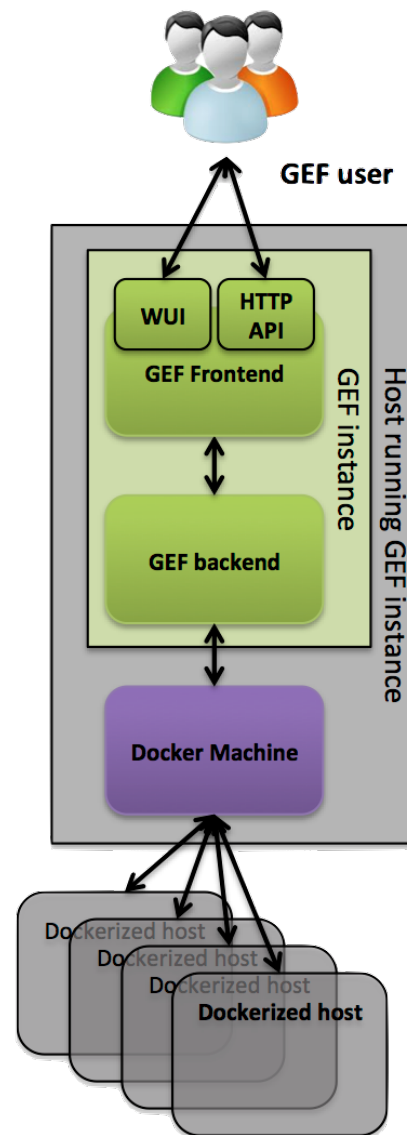 GEF user
WUI
HTTP
API
GEF Frontend
GEF instance
Host running GEF instance
GEF backend
Docker Machine
Dockerized host
Dockerized host
Dockerized host
Dockerized host